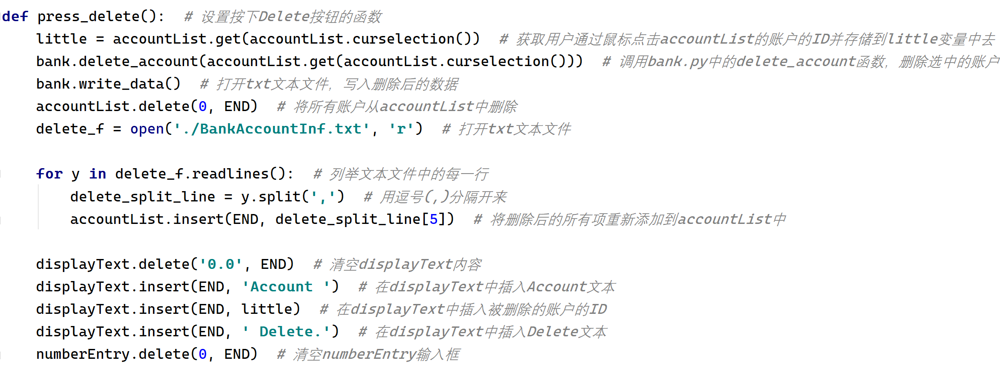 def press_delete():  # 设置按下Delete按钮的函数
    little = accountList.get(accountList.curselection())  # 获取用户通过鼠标点击accountList的账户的ID并存储到little变量中去
    bank.delete_account(accountList.get(accountList.curselection()))  # 调用bank.py中的delete_account函数，删除选中的账户
    bank.write_data()  # 打开txt文本文件，写入删除后的数据
    accountList.delete(0, END)  # 将所有账户从accountList中删除
    delete_f = open('./BankAccountInf.txt', 'r')  # 打开txt文本文件
    for y in delete_f.readlines():  # 列举文本文件中的每一行
        delete_split_line = y.split(',')  # 用逗号(,)分隔开来
        accountList.insert(END, delete_split_line[5])  # 将删除后的所有项重新添加到accountList中
    displayText.delete('0.0', END)  # 清空displayText内容
    displayText.insert(END, 'Account ')  # 在displayText中插入Account文本
    displayText.insert(END, little)  # 在displayText中插入被删除的账户的ID
    displayText.insert(END, ' Delete.')  # 在displayText中插入Delete文本
    numberEntry.delete(0, END)  # 清空numberEntry输入框